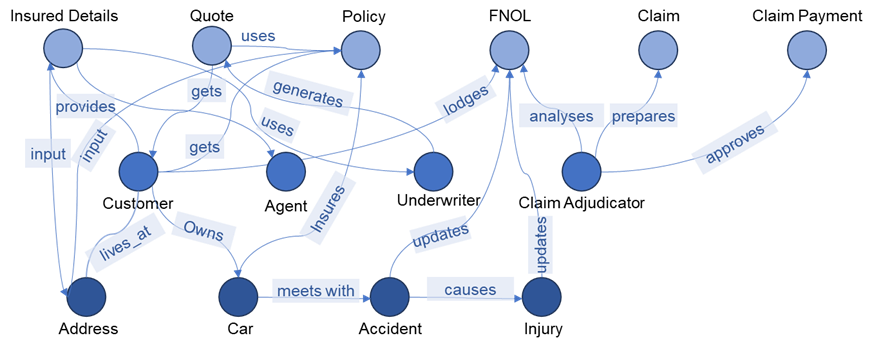 Insured Details
Quote
Policy
FNOL
Claim
Claim Payment
uses
provides
gets
generates
lodges
analyses
prepares
approves
input
input
gets
uses
Customer
Agent
Underwriter
Claim Adjudicator
lives_at
Owns
Insures
updates
updates
meets with
causes
Address
Car
Accident
Injury